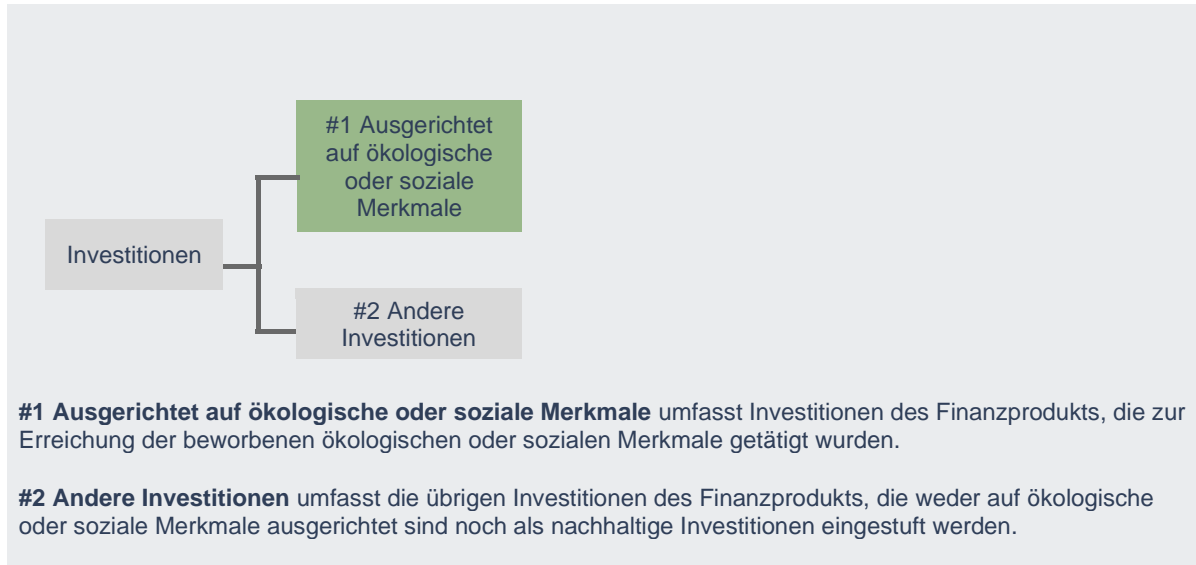 #1 Ausgerichtet
auf ökologische
oder soziale
Merkmale
Investitionen
#2 Andere
Investitionen
#1 Ausgerichtet auf ökologische oder soziale Merkmale umfasst Investitionen des Finanzprodukts, die zur
Erreichung der beworbenen ökologischen oder sozialen Merkmale getätigt wurden.
#2 Andere Investitionen umfasst die übrigen Investitionen des Finanzprodukts, die weder auf ökologische
oder soziale Merkmale ausgerichtet sind noch als nachhaltige Investitionen eingestuft werden.